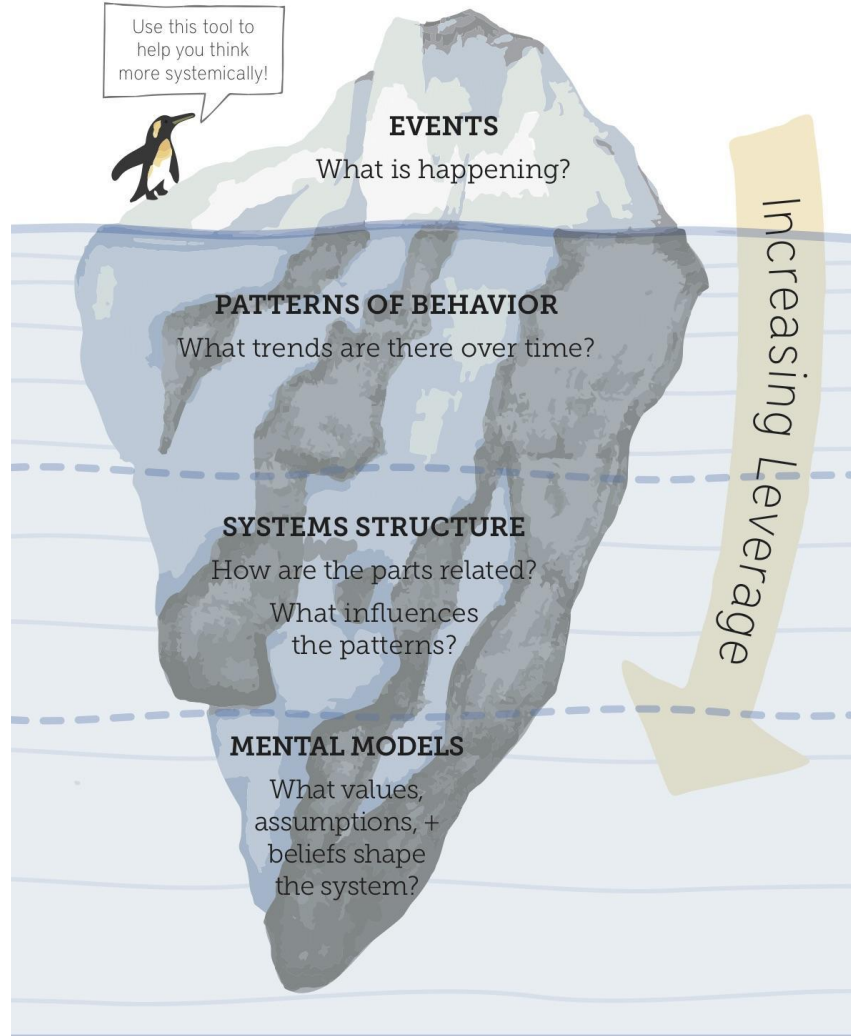 Use this tool to
help you think
more systemically!
EVENTS
What is happening?
PATTERNS OF BEHAVIOR
What trends are there over time?
SYSTEMS STRUCTURE
How are the parts related?
What influences
the patterns?
MENTAL MODELS
What values,
assumptions, +
beliefs shape
the system?
Increasing Leverage